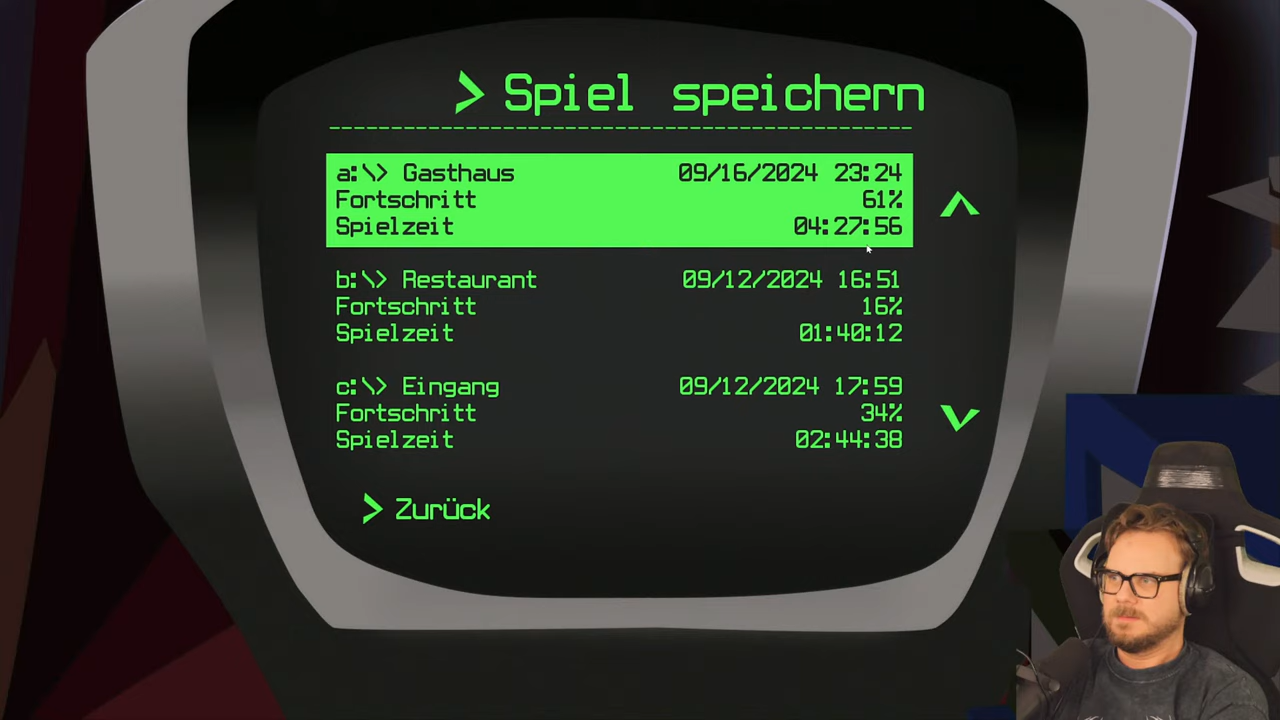 > Spiel speichern
a:\> Gasthaus 09/16/2024 23:24
Fortschritt 61%
Spielzeit 04:27:56
b:\> Restaurant 09/12/2024 16:51
Fortschritt 16%
Spielzeit 01:40:12
c:\> Eingang 09/12/2024 17:59
Fortschritt 34%
Spielzeit 02:44:38
> Zurück